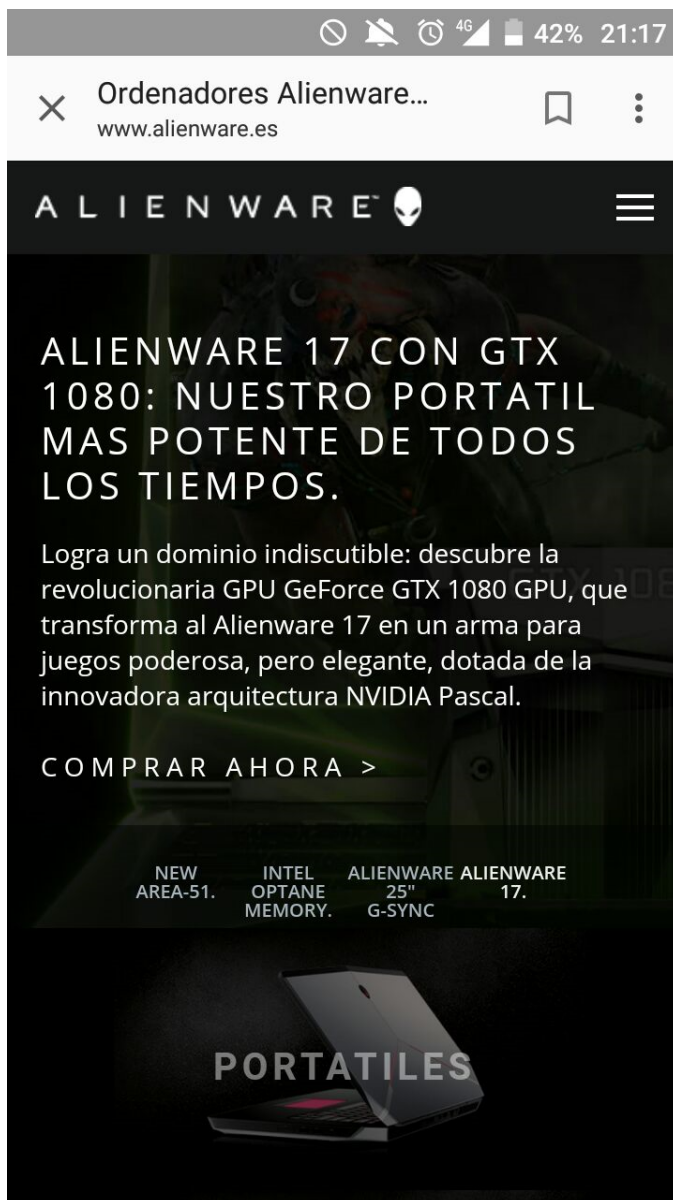 4G 42% 21:17
Ordenadores Alienware...
www.alienware.es
ALIENWARE™
ALIENWARE 17 CON GTX
1080: NUESTRO PORTATIL
MAS POTENTE DE TODOS
LOS TIEMPOS.
Logra un dominio indiscutible: descubre la
revolucionaria GPU GeForce GTX 1080 GPU, que
transforma al Alienware 17 en un arma para
juegos poderosa, pero elegante, dotada de la
innovadora arquitectura NVIDIA Pascal.
COMPRAR AHORA >
NEW
AREA-51.
INTEL
OPTANE
MEMORY.
ALIENWARE
25"
G-SYNC
ALIENWARE
17.
PORTATILES